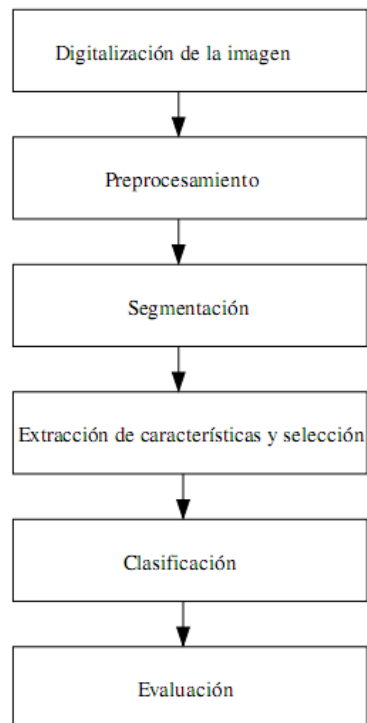 Digitalización de la imagen
Preprocesamiento
Segmentación
Extracción de características y selección
Clasificación
Evaluación